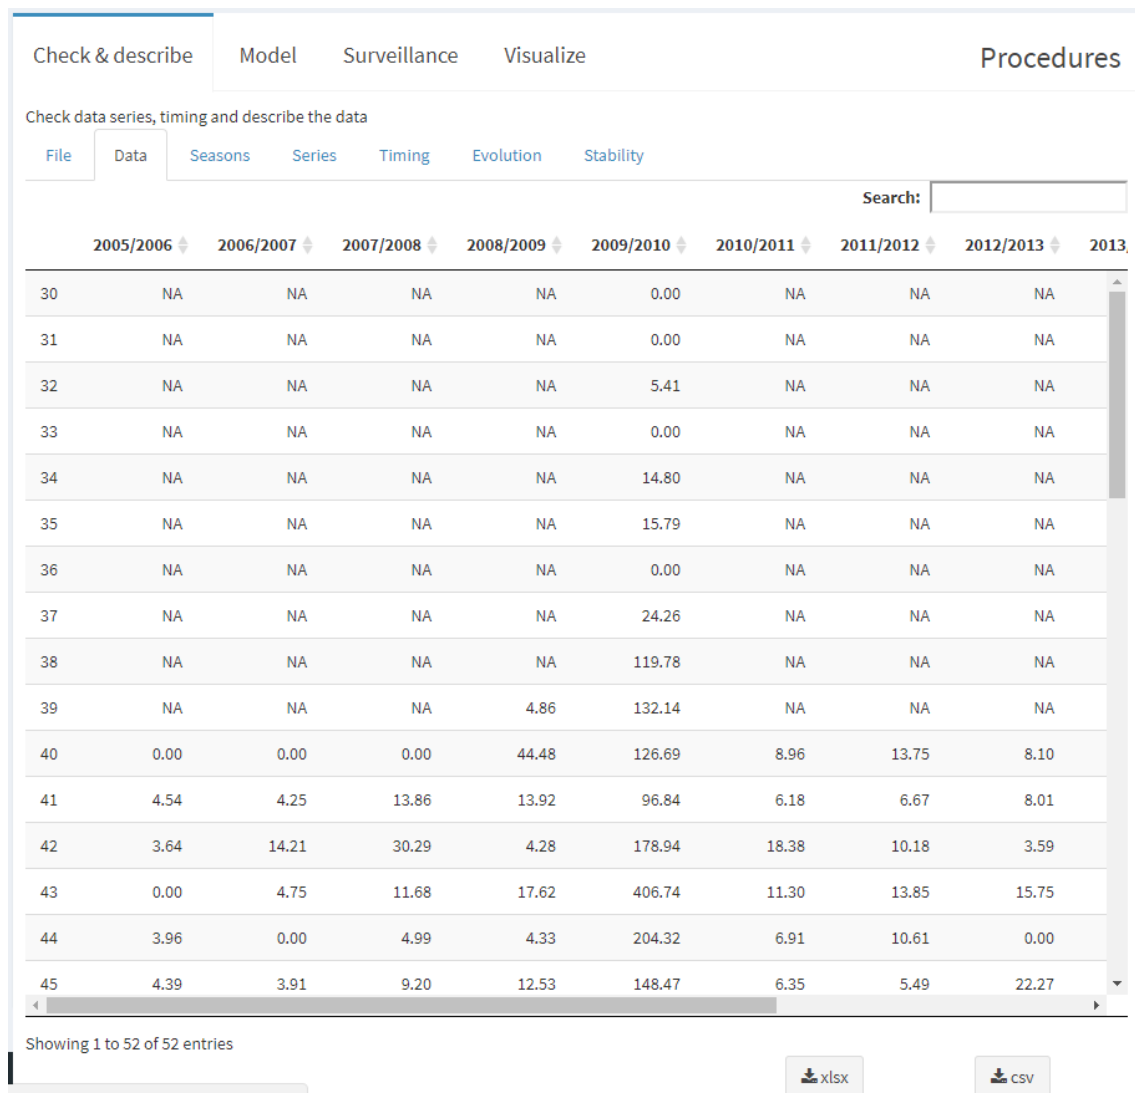 Check & describe Model Surveillance Visualize Procedures
Check data series, timing and describe the data
File Data Seasons Series Timing Evolution Stability
Search:
2005/2006 2006/2007 2007/2008 2008/2009 2009/2010 2010/2011 2011/2012 2012/2013 2013/
30 NA NA NA NA 0.00 NA NA NA
31 NA NA NA NA 0.00 NA NA NA
32 NA NA NA NA 5.41 NA NA NA
33 NA NA NA NA 0.00 NA NA NA
34 NA NA NA NA 14.80 NA NA NA
35 NA NA NA NA 15.79 NA NA NA
36 NA NA NA NA 0.00 NA NA NA
37 NA NA NA NA 24.26 NA NA NA
38 NA NA NA NA 119.78 NA NA NA
39 NA NA NA 4.86 132.14 NA NA NA
40 0.00 0.00 0.00 44.48 126.69 8.96 13.75 8.10
41 4.54 4.25 13.86 13.92 96.84 6.18 6.67 8.01
42 3.64 14.21 30.29 4.28 178.94 18.38 10.18 3.59
43 0.00 4.75 11.68 17.62 406.74 11.30 13.85 15.75
44 3.96 0.00 4.99 4.33 204.32 6.91 10.61 0.00
45 4.39 3.91 9.20 12.53 148.47 6.35 5.49 22.27
Showing 1 to 52 of 52 entries
xlsx csv